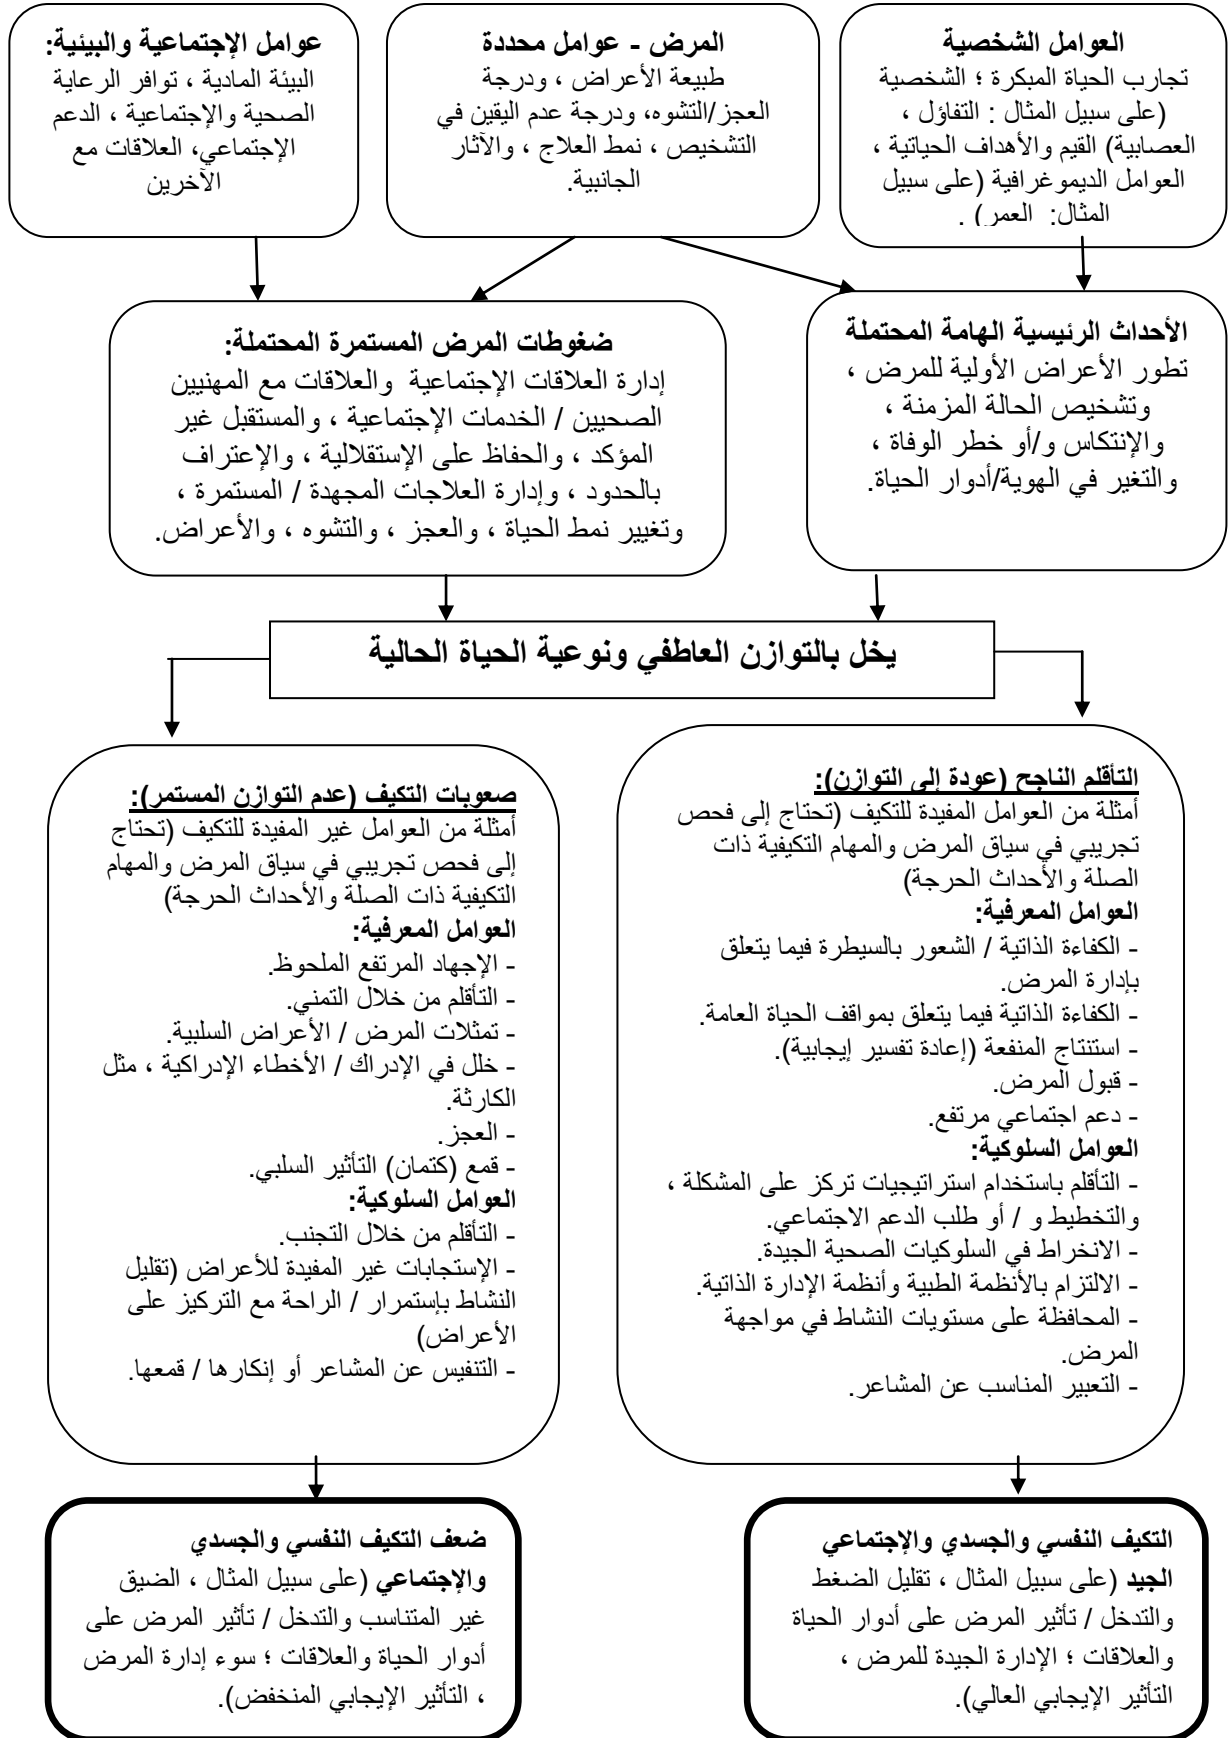 العوامل الشخصية
تجارب الحياة المبكرة ؛ الشخصية
(على سبيل المثال : التفاؤل ،
العصابية) القيم والأهداف الحياتية ،
العوامل الديموغرافية (على سبيل
المثال: العمر) .
المرض - عوامل محددة
طبيعة الأعراض ، ودرجة
العجز/التشوه، ودرجة عدم اليقين في
التشخيص ، نمط العلاج ، والآثار
الجانبية.
عوامل الإجتماعية والبيئية:
البيئة المادية ، توافر الرعاية
الصحية والإجتماعية ، الدعم
الإجتماعي، العلاقات مع
الآخرين
الأحداث الرئيسية الهامة المحتملة
تطور الأعراض الأولية للمرض ،
وتشخيص الحالة المزمنة ،
والإنتكاس و/أو خطر الوفاة ،
والتغير في الهوية/أدوار الحياة.
ضغوطات المرض المستمرة المحتملة:
إدارة العلاقات الإجتماعية والعلاقات مع المهنيين
الصحيين / الخدمات الإجتماعية ، والمستقبل غير
المؤكد ، والحفاظ على الإستقلالية ، والإعتراف
بالحدود ، وإدارة العلاجات المجهدة / المستمرة ،
وتغيير نمط الحياة ، والعجز ، والتشوه ، والأعراض.
يخل بالتوازن العاطفي ونوعية الحياة الحالية
التأقلم الناجح (عودة إلى التوازن):
أمثلة من العوامل المفيدة للتكيف (تحتاج إلى فحص
تجريبي في سياق المرض والمهام التكيفية ذات
الصلة والأحداث الحرجة)
العوامل المعرفية:
- الكفاءة الذاتية / الشعور بالسيطرة فيما يتعلق
بإدارة المرض.
- الكفاءة الذاتية فيما يتعلق بمواقف الحياة العامة.
- استنتاج المنفعة (إعادة تفسير إيجابية).
- قبول المرض.
- دعم اجتماعي مرتفع.
العوامل السلوكية:
- التأقلم باستخدام استراتيجيات تركز على المشكلة ،
والتخطيط و / أو طلب الدعم الاجتماعي.
- الانخراط في السلوكيات الصحية الجيدة.
- الالتزام بالأنظمة الطبية وأنظمة الإدارة الذاتية.
- المحافظة على مستويات النشاط في مواجهة
المرض.
- التعبير المناسب عن المشاعر.
صعوبات التكيف (عدم التوازن المستمر):
أمثلة من العوامل غير المفيدة للتكيف (تحتاج
إلى فحص تجريبي في سياق المرض والمهام
التكيفية ذات الصلة والأحداث الحرجة)
العوامل المعرفية:
- الإجهاد المرتفع الملحوظ.
- التأقلم من خلال التمني.
- تمثلات المرض / الأعراض السلبية.
- خلل في الإدراك / الأخطاء الإدراكية ، مثل
الكارثة.
- العجز.
- قمع (كتمان) التأثير السلبي.
العوامل السلوكية:
- التأقلم من خلال التجنب.
- الإستجابات غير المفيدة للأعراض (تقليل
النشاط بإستمرار / الراحة مع التركيز على
الأعراض)
- التنفيس عن المشاعر أو إنكارها / قمعها.
التكيف النفسي والجسدي والإجتماعي
الجيد (على سبيل المثال ، تقليل الضغط
والتدخل / تأثير المرض على أدوار الحياة
والعلاقات ؛ الإدارة الجيدة للمرض ،
التأثير الإيجابي العالي).
ضعف التكيف النفسي والجسدي
والإجتماعي (على سبيل المثال ، الضيق
غير المتناسب والتدخل / تأثير المرض على
أدوار الحياة والعلاقات ؛ سوء إدارة المرض
، التأثير الإيجابي المنخفض).